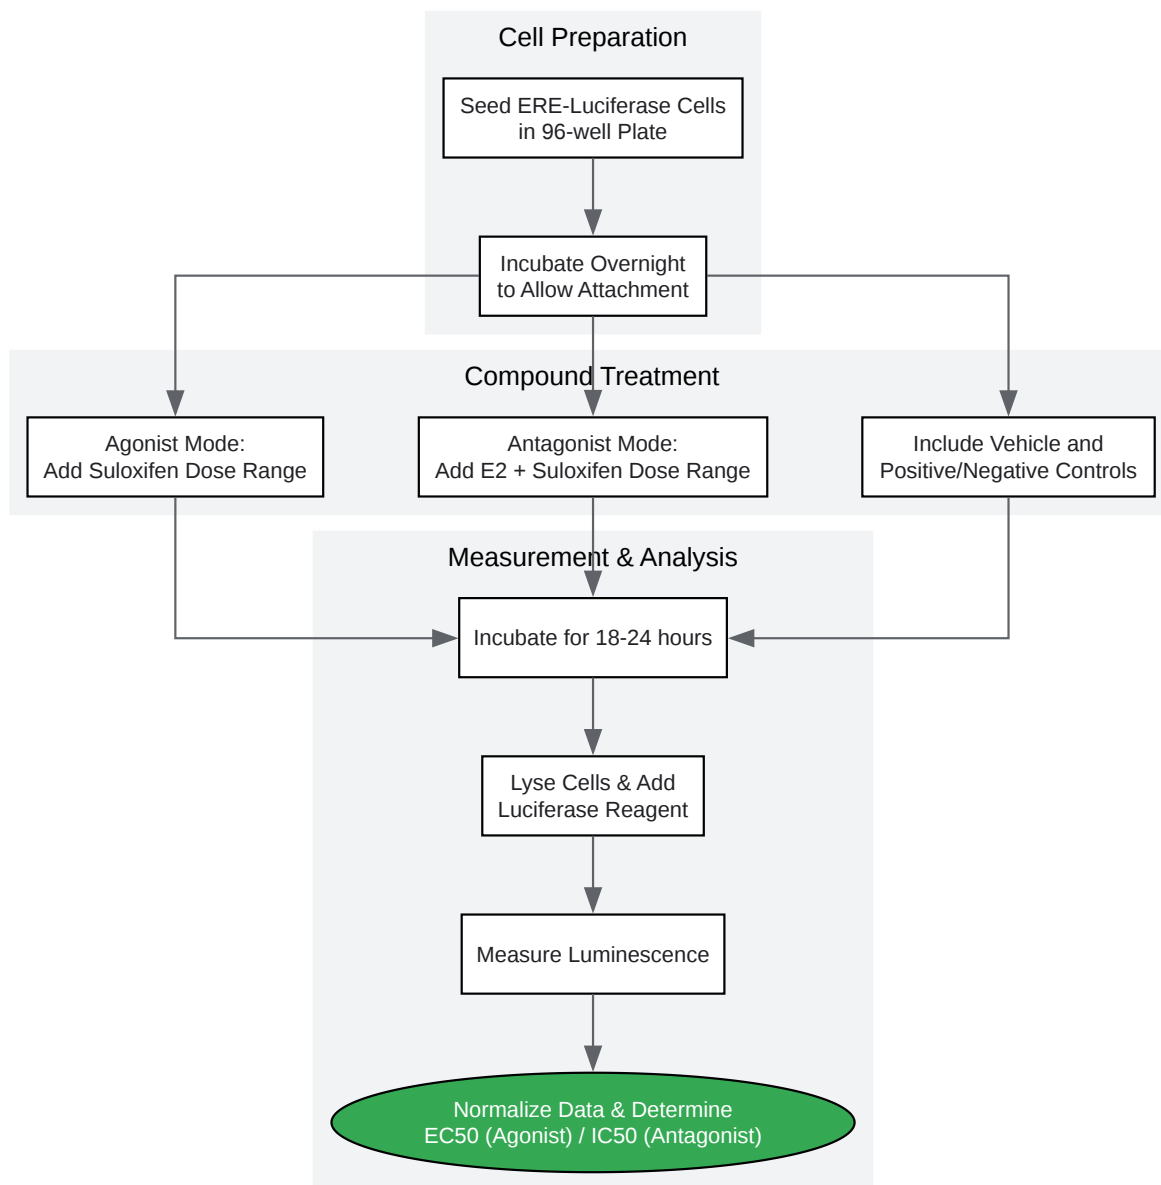 Cell Preparation
Seed ERE-Luciferase Cells
in 96-well Plate
Incubate Overnight
to Allow Attachment
Compound Treatment
Agonist Mode:
Add Suloxifen Dose Range
Antagonist Mode:
Add E2 + Suloxifen Dose Range
Include Vehicle and
Positive/Negative Controls
Measurement & Analysis
Incubate for 18-24 hours
Lyse Cells & Add
Luciferase Reagent
Measure Luminescence
Normalize Data & Determine
EC50 (Agonist) / IC50 (Antagonist)